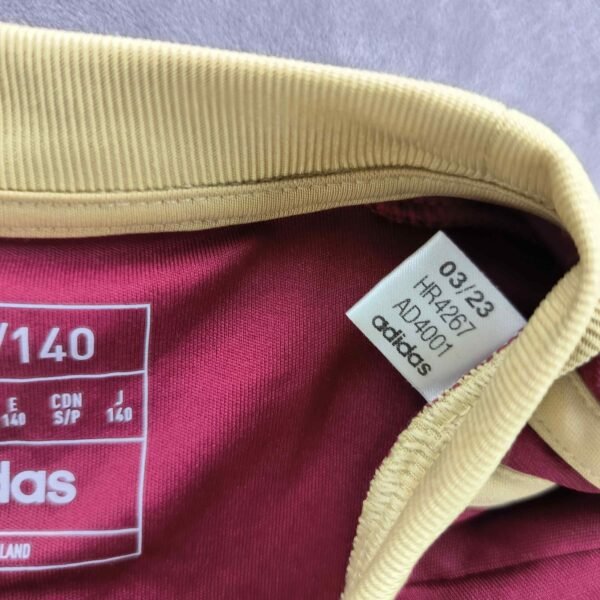 /140
E CDN J
140 S/P 140
das
LAND
03/23
HR4267
AD4001
adidas